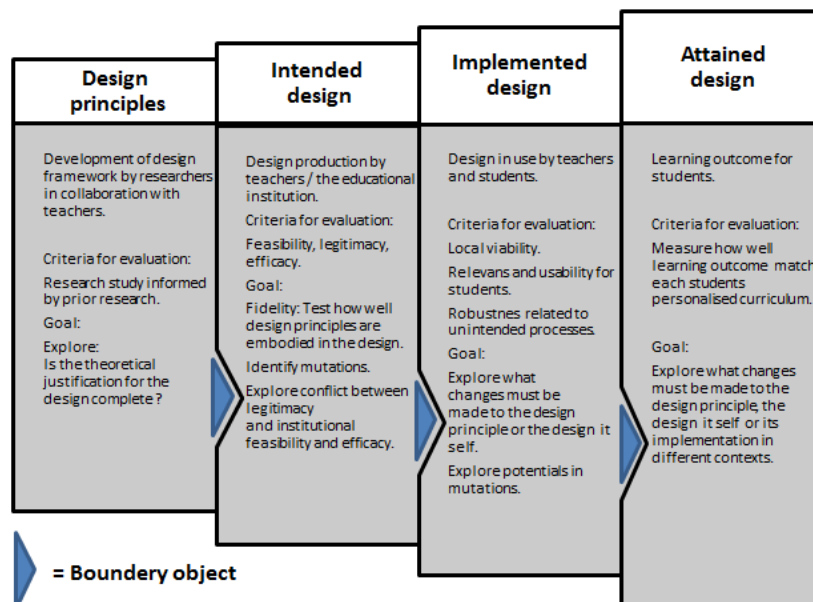 Design
principles
Development of design
framework by researchers
in collaboration with
teachers.
Criteria for evaluation:
Research study informed
by prior research.
Goal:
Explore:
Is the theoretical
justification for the
design complete ?
Intended
design
Design production by
teachers / the educational
institution.
Criteria for evaluation:
Feasibility, legitimacy,
efficacy.
Goal:
Fidelity: Test how well
design principles are
embodied in the design.
Identify mutations.
Explore conflict between
legitimacy
and institutional
feasibility and efficacy.
Implemented
design
Design in use by teachers
and students.
Criteria for evaluation:
Local viability.
Relevans and usability for
students.
Robustnes related to
unintended processes.
Goal:
Explore what
changes must be
made to the design
principle or the design it
self.
Explore potentials in
mutations.
Attained
design
Learning outcome for
students.
Criteria for evaluation:
Measure how well
learning outcome match
each students
personalised curriculum.
Goal:
Explore what changes
must be made to the
design principle, the
design it self or its
implementation in
different contexts.
= Boundery object